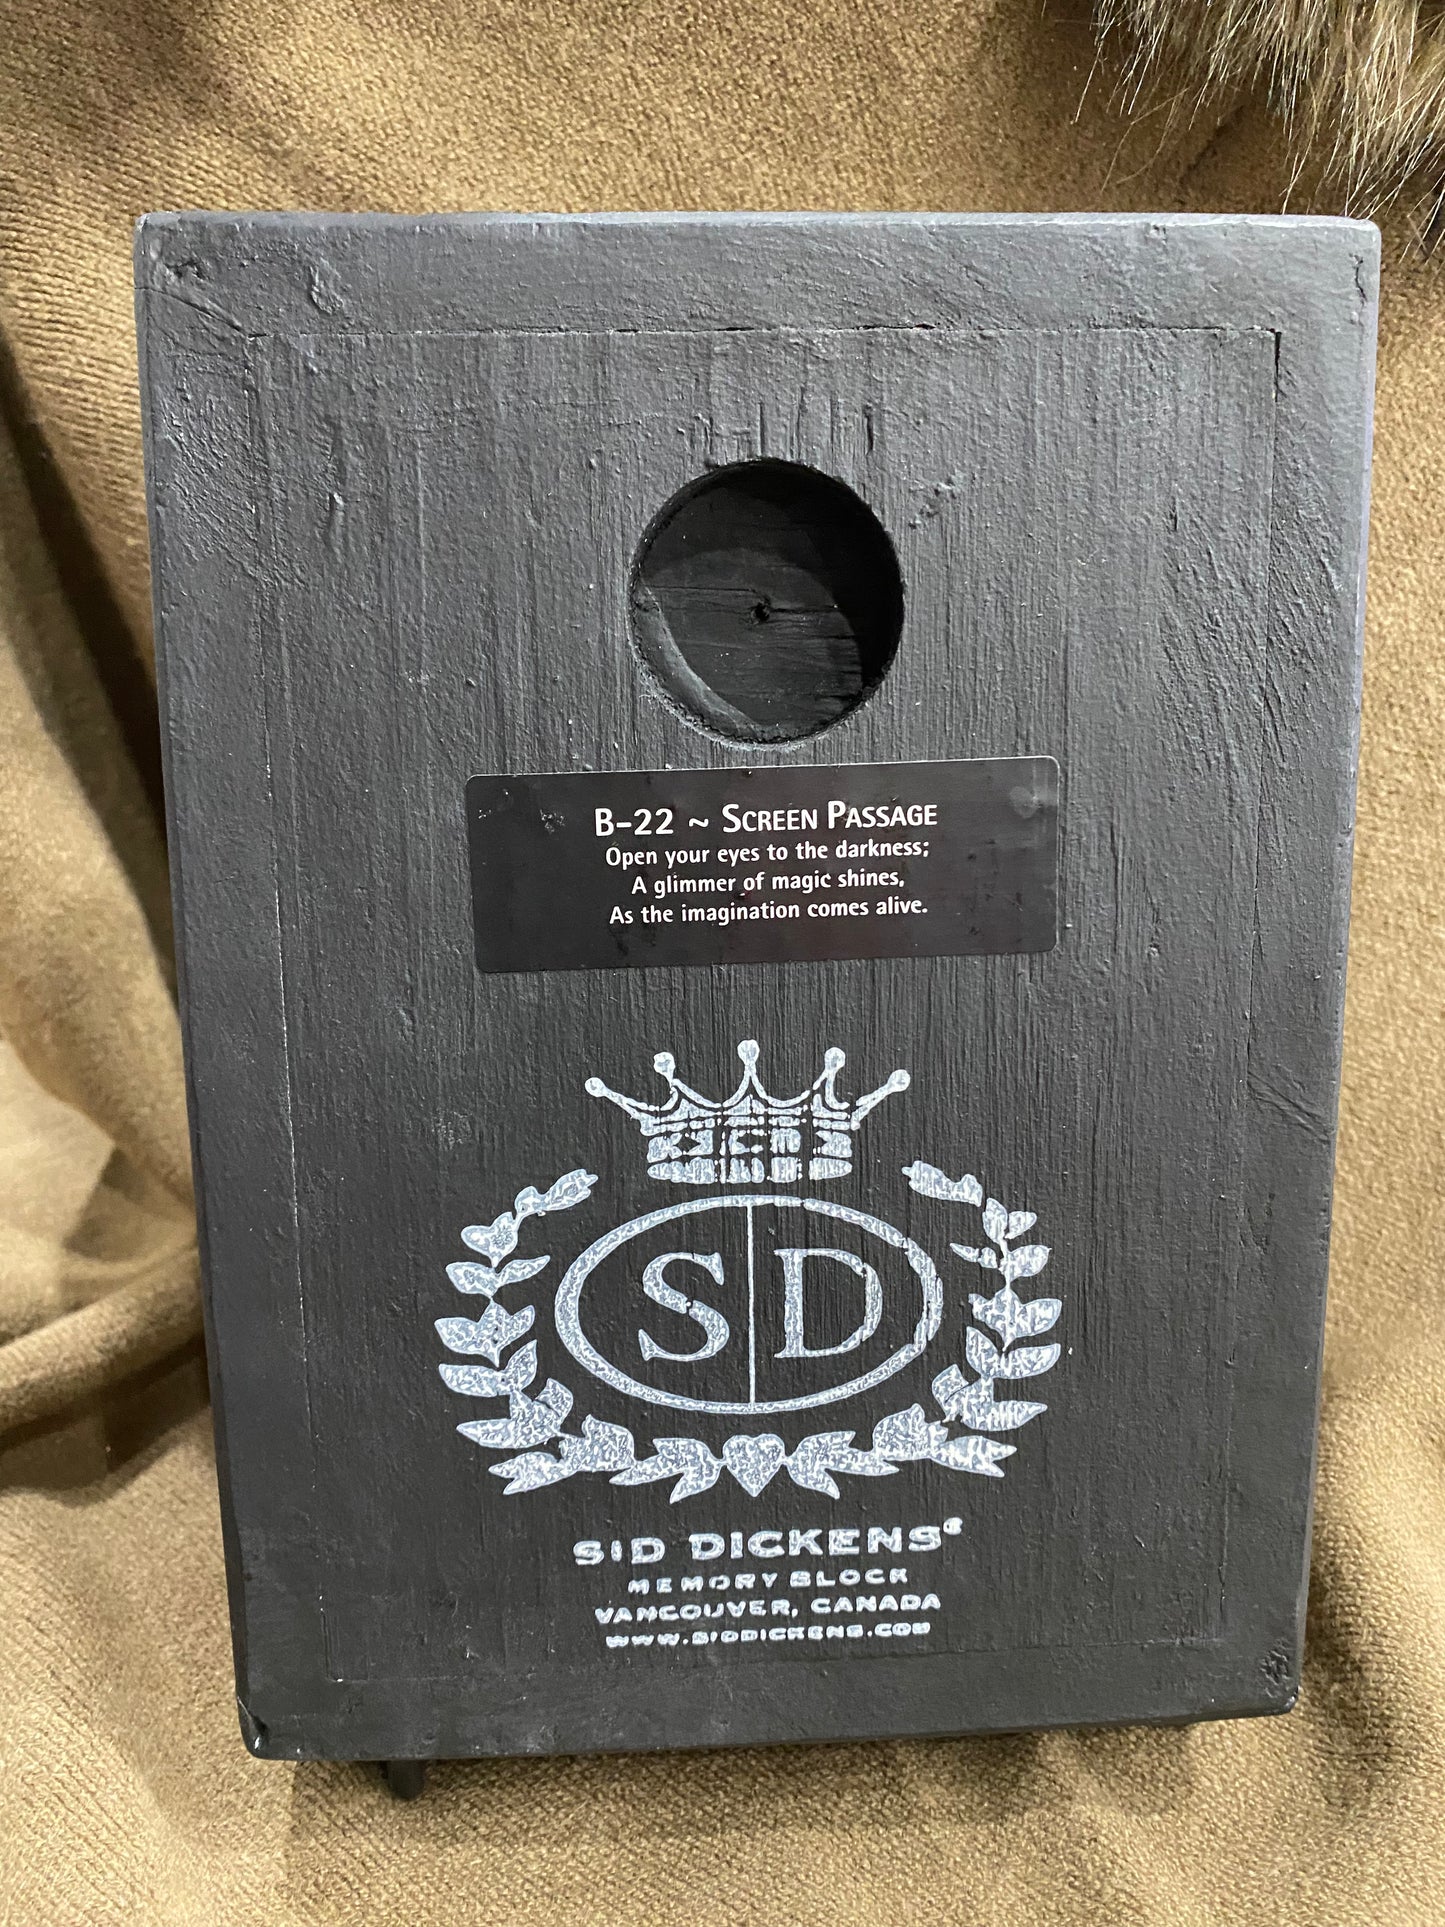 B-22 ~ SCREEN PASSAGE
Open your eyes to the darkness;
A glimmer of magic shines,
As the imagination comes alive.
S D
SID DICKENS®
MEMORY BLOCK
VANCOUVER, CANADA
WWW.SIDDICKENS.COM